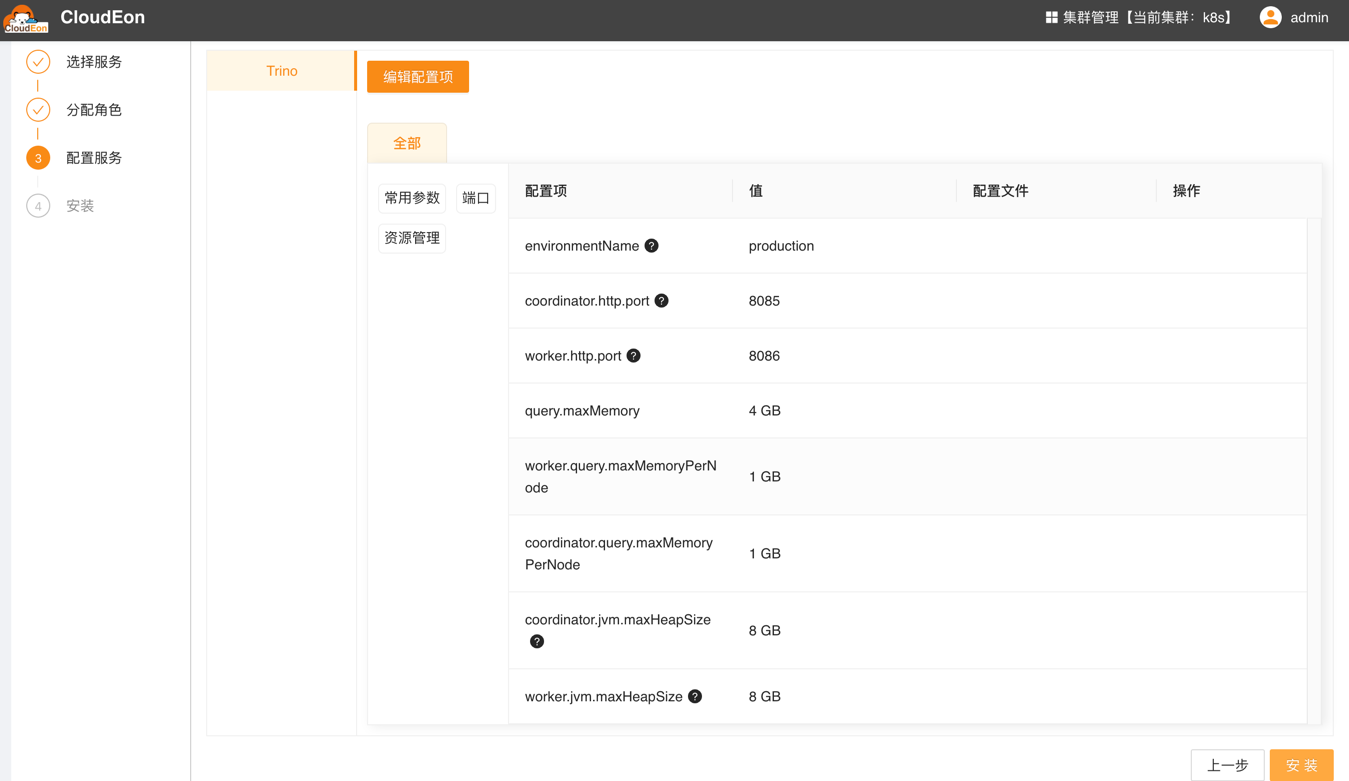 CloudEon
CloudEon
集群管理【当前集群：k8s】
admin
选择服务
分配角色
3 配置服务
4 安装
Trino
编辑配置项
全部
常用参数 端口
资源管理
配置项 值 配置文件 操作
environmentName ? production
coordinator.http.port ? 8085
worker.http.port ? 8086
query.maxMemory 4 GB
worker.query.maxMemoryPerN
ode
1 GB
coordinator.query.maxMemory
PerNode
1 GB
coordinator.jvm.maxHeapSize
?
8 GB
worker.jvm.maxHeapSize ? 8 GB
上一步 安 装